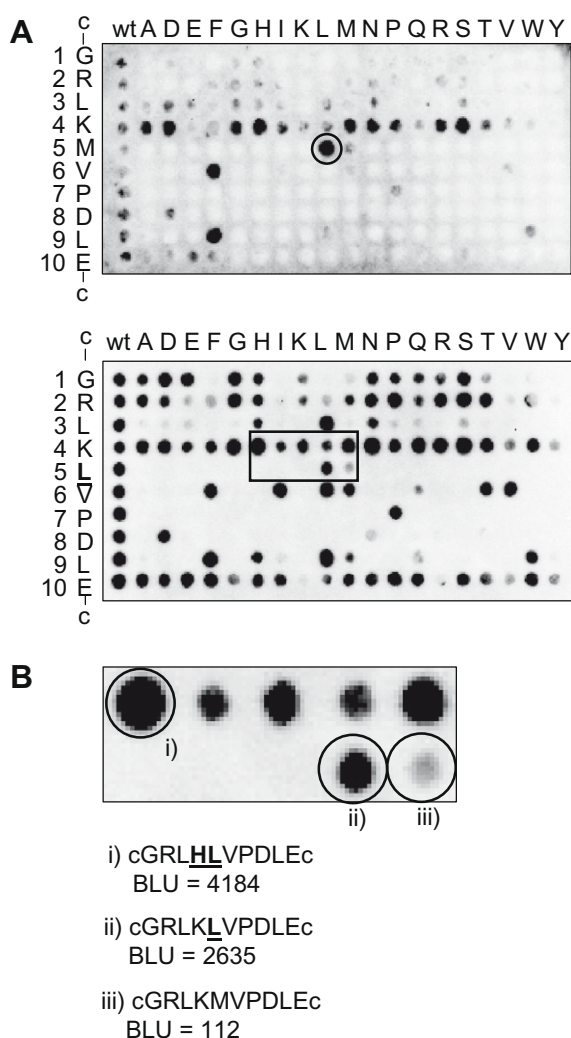 A
wt A D E F G H I K L M N P Q R S T V W Y
c
1 G
2 R
3 L
4 K
5 M
6 V
7 P
8 D
9 L
10 E
c
c
wt A D E F G H I K L M N P Q R S T V W Y
1 G
2 R
3 L
4 K
5 L
6 V
7 P
8 D
9 L
10 E
c
B
i)
ii)
iii)
i) cGRLHLVPDLEc
BLU = 4184
ii) cGRLKLVPDLEc
BLU = 2635
iii) cGRLKMVPDLEc
BLU = 112